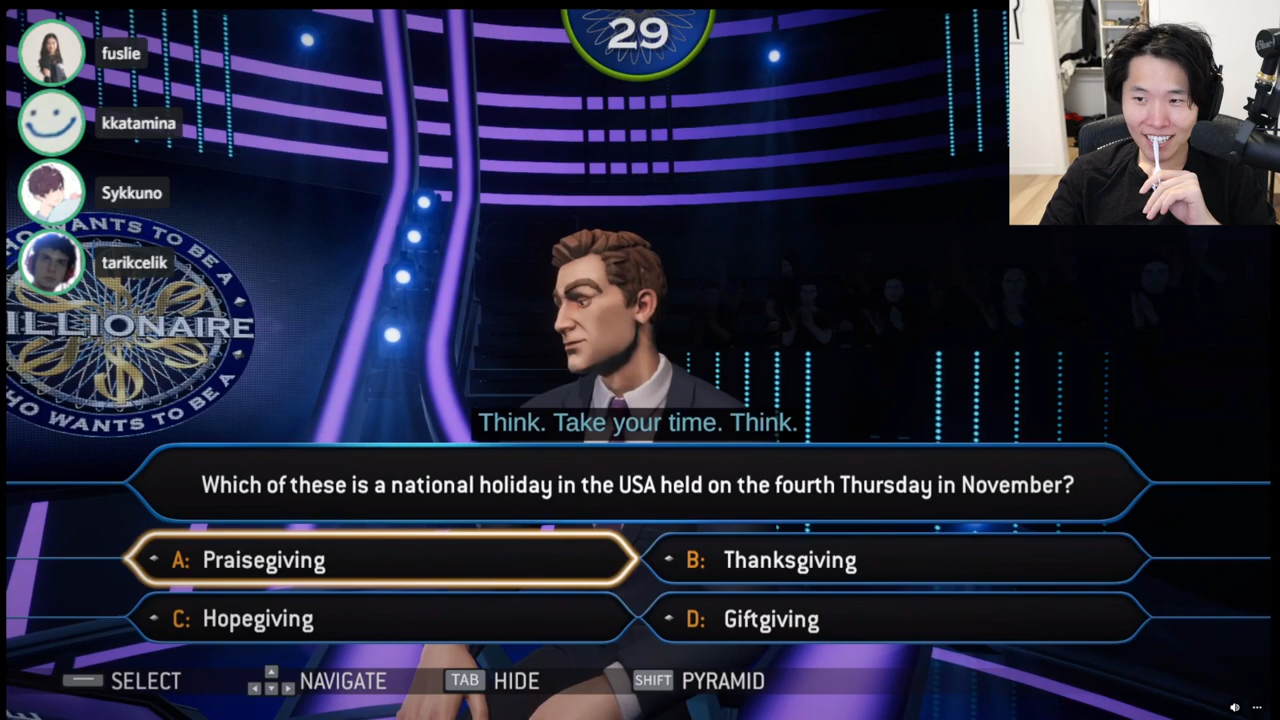 29
fuslie
kkatamina
Sykkuno
tarikcelik
WANTS TO BE A
ILLIONAIRE
HO WANTS TO BE A
Think. Take your time. Think.
Which of these is a national holiday in the USA held on the fourth Thursday in November?
A: Praisegiving
B: Thanksgiving
C: Hopegiving
D: Giftgiving
SELECT
NAVIGATE
TAB HIDE
SHIFT PYRAMID